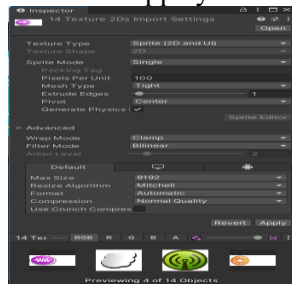 Inspector
14 Texture 2Ds Import Settings
Open
Texture Type Sprite (2D and UI)
Texture Shape 2D
Sprite Mode Single
Packing Tag
Pixels Per Unit 100
Mesh Type Tight
Extrude Edges 1
Pivot Center
Generate Physics
Sprite Editor
Advanced
Wrap Mode Clamp
Filter Mode Bilinear
Aniso Level 2
Default
Max Size 8192
Resize Algorithm Mitchell
Format Automatic
Compression Normal Quality
Use Crunch Compres
Revert Apply
14 Te RGB R G B A
Previewing 4 of 14 Objects